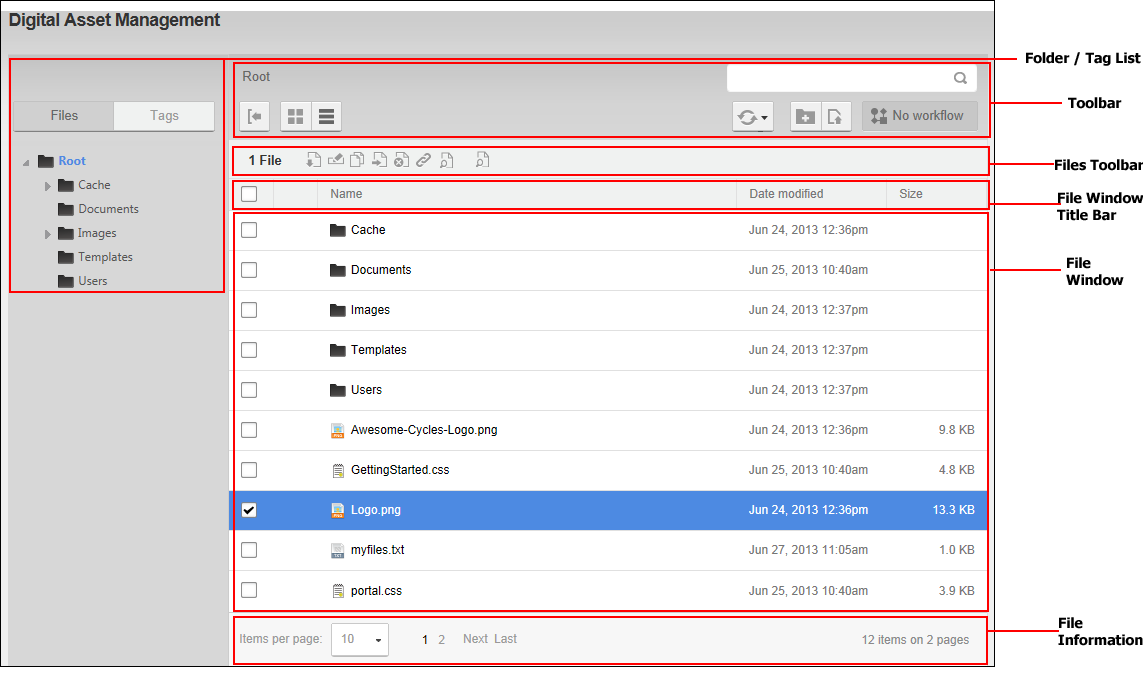 Digital Asset Management
Folder / Tag List
Root
Toolbar
Files Tags
No workflow
Root
Cache
Documents
Images
Templates
Users
1 File
Files Toolbar
Name Date modified Size
File Window
Title Bar
Cache Jun 24, 2013 12:36pm
Documents Jun 25, 2013 10:40am
Images Jun 24, 2013 12:37pm
Templates Jun 24, 2013 12:37pm
Users Jun 24, 2013 12:37pm
Awesome-Cycles-Logo.png Jun 24, 2013 12:36pm 9.8 KB
GettingStarted.css Jun 25, 2013 10:40am 4.8 KB
Logo.png Jun 24, 2013 12:36pm 13.3 KB
myfiles.txt Jun 27, 2013 11:05am 1.0 KB
portal.css Jun 25, 2013 10:40am 3.9 KB
File
Window
Items per page: 10 1 2 Next Last 12 items on 2 pages
File
Information